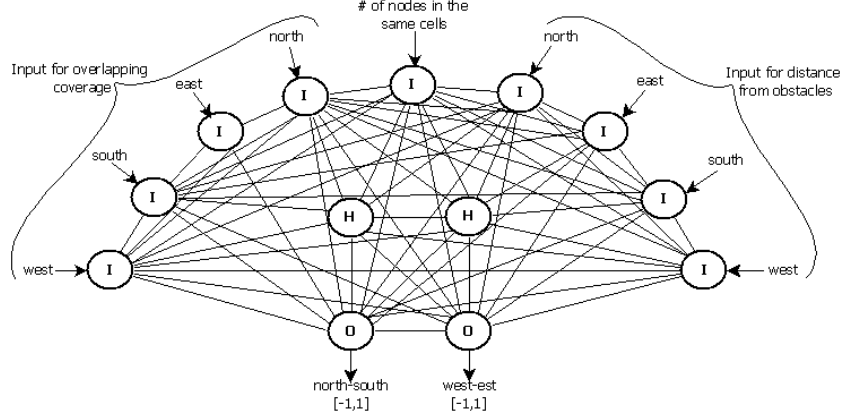 # of nodes in the
same cells
north
north
Input for overlapping
coverage
Input for distance
from obstacles
east
east
I
I
I
I
I
south
south
I
I
H
H
west
I
I
west
O
O
north-south
[-1,1]
west-est
[-1,1]